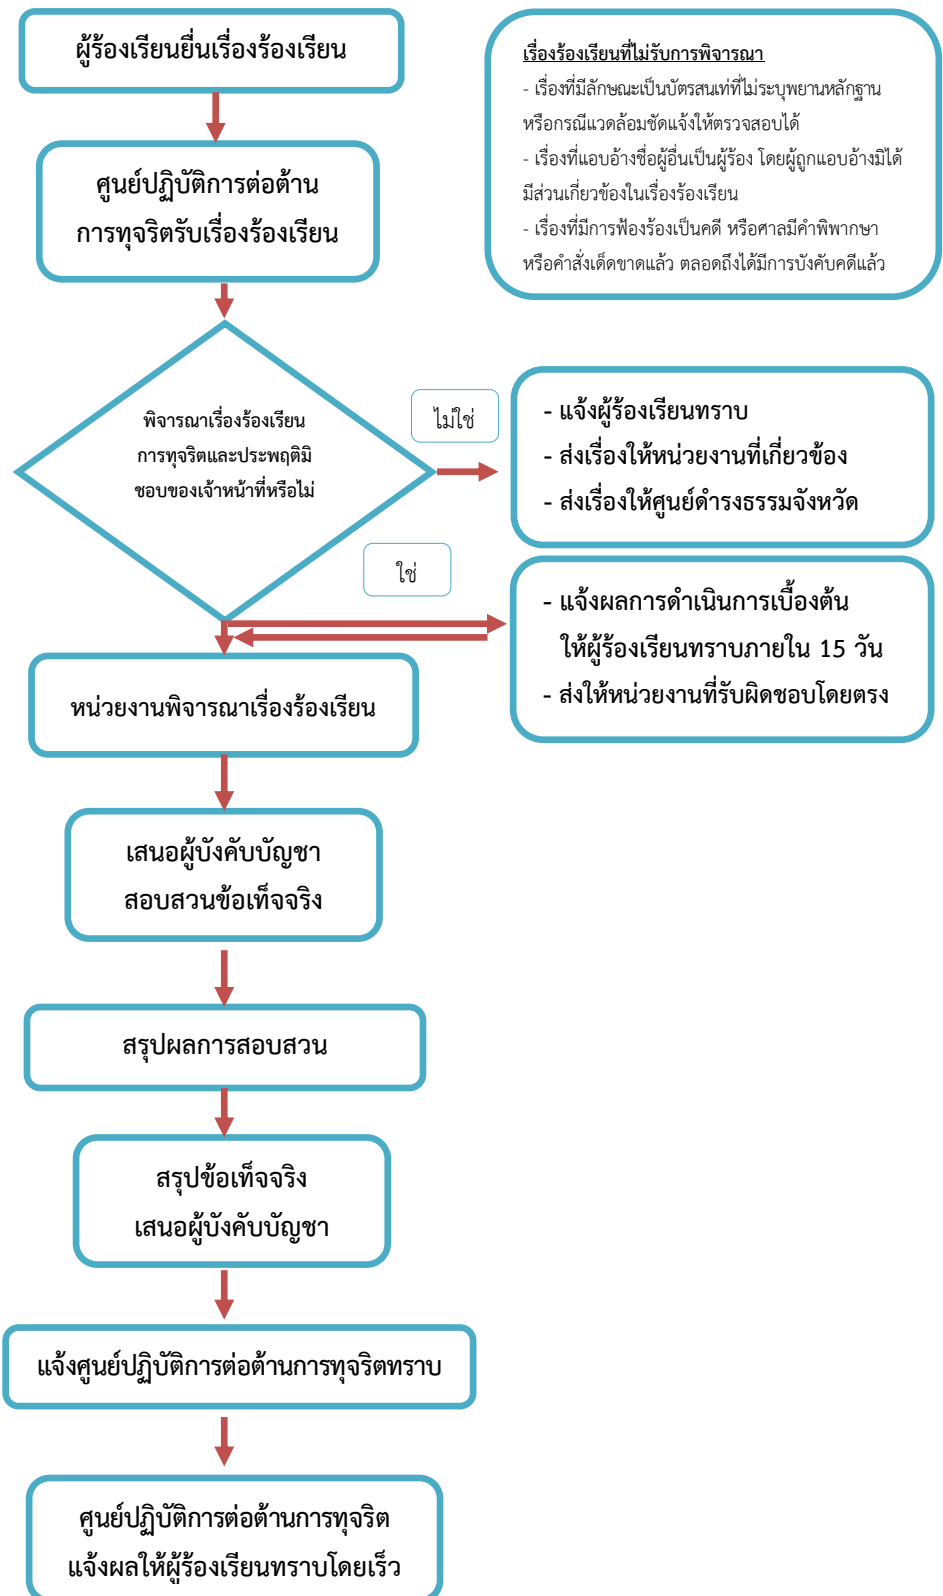 ผู้ร้องเรียนยื่นเรื่องร้องเรียน
เรื่องร้องเรียนที่ไม่รับการพิจารณา
- เรื่องที่มีลักษณะเป็นบัตรสนเท่ห์ที่ไม่ระบุพยานหลักฐาน
หรือกรณีแวดล้อมชัดแจ้งให้ตรวจสอบได้
- เรื่องที่แอบอ้างชื่อผู้อื่นเป็นผู้ร้อง โดยผู้ถูกแอบอ้างมิได้
มีส่วนเกี่ยวข้องในเรื่องร้องเรียน
- เรื่องที่มีการฟ้องร้องเป็นคดี หรือศาลมีคำพิพากษา
หรือคำสั่งเด็ดขาดแล้ว ตลอดถึงได้มีการบังคับคดีแล้ว
ศูนย์ปฏิบัติการต่อต้าน
การทุจริตรับเรื่องร้องเรียน
พิจารณาเรื่องร้องเรียน
การทุจริตและประพฤติมิ
ชอบของเจ้าหน้าที่หรือไม่
ไม่ใช่
- แจ้งผู้ร้องเรียนทราบ
- ส่งเรื่องให้หน่วยงานที่เกี่ยวข้อง
- ส่งเรื่องให้ศูนย์ดำรงธรรมจังหวัด
ใช่
- แจ้งผลการดำเนินการเบื้องต้น
ให้ผู้ร้องเรียนทราบภายใน 15 วัน
- ส่งให้หน่วยงานที่รับผิดชอบโดยตรง
หน่วยงานพิจารณาเรื่องร้องเรียน
เสนอผู้บังคับบัญชา
สอบสวนข้อเท็จจริง
สรุปผลการสอบสวน
สรุปข้อเท็จจริง
เสนอผู้บังคับบัญชา
แจ้งศูนย์ปฏิบัติการต่อต้านการทุจริตทราบ
ศูนย์ปฏิบัติการต่อต้านการทุจริต
แจ้งผลให้ผู้ร้องเรียนทราบโดยเร็ว